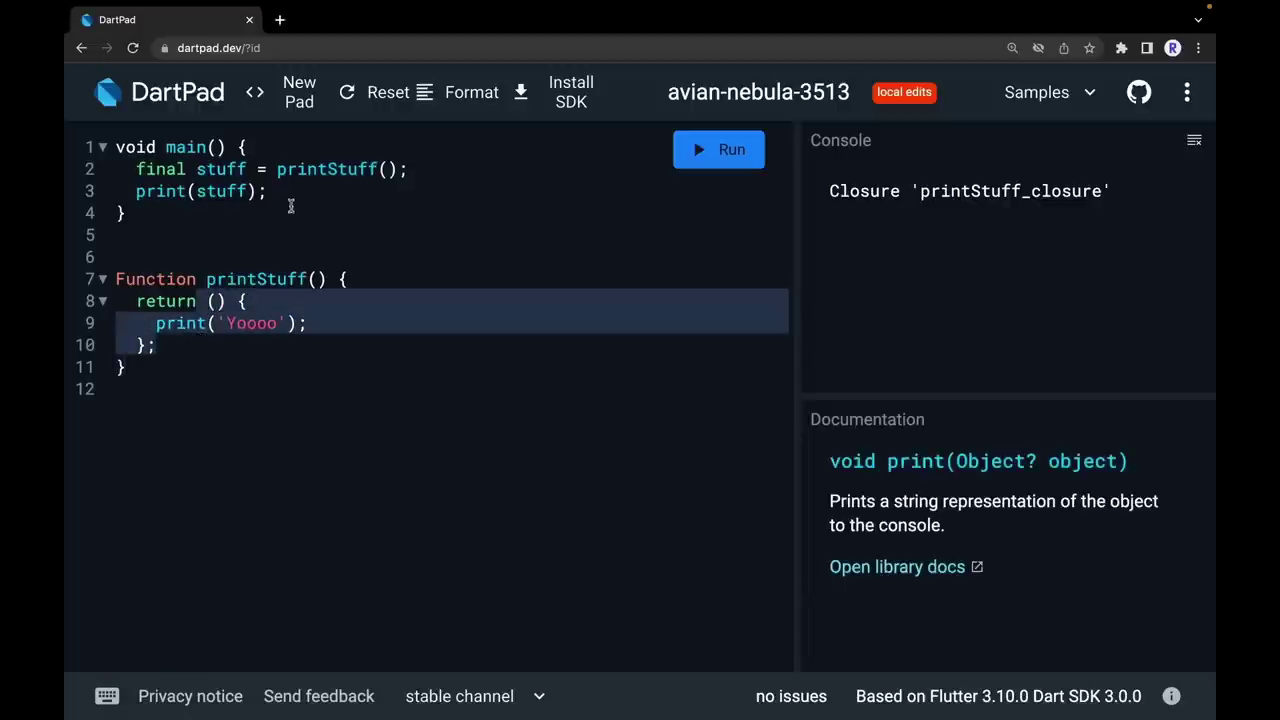 DartPad
dartpad.dev/?id
R
DartPad
New Pad
Reset
Format
Install SDK
avian-nebula-3513
local edits
Samples
1 void main() {
2   final stuff = printStuff();
3   print(stuff);
4 }
5
6
7 Function printStuff() {
8   return () {
9     print('Yoooo');
10   };
11 }
12
Run
Console
Closure 'printStuff_closure'
Documentation
void print(Object? object)
Prints a string representation of the object
to the console.
Open library docs
Privacy notice
Send feedback
stable channel
no issues
Based on Flutter 3.10.0 Dart SDK 3.0.0